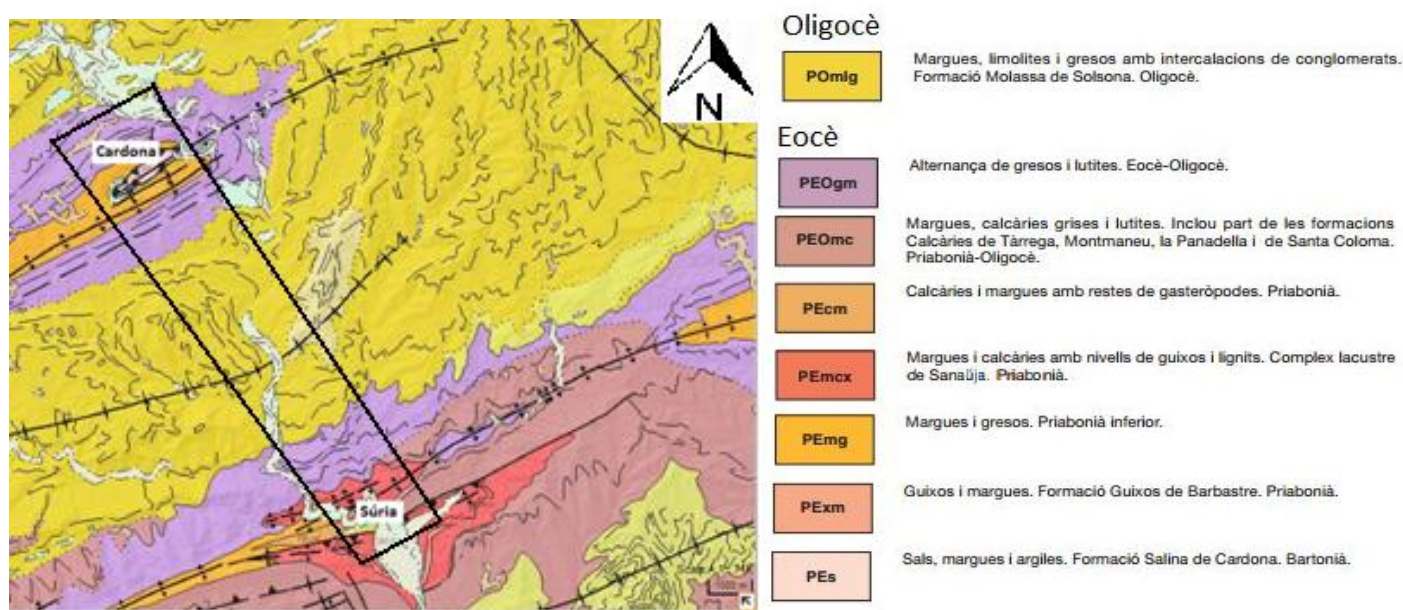 Cardona
Súria
N
Oligocè
POmlg
Margues, limolites i gresos amb intercalacions de conglomerats.
Formació Molassa de Solsona. Oligocè.
Eocè
PEOgm
Alternança de gresos i lutites. Eocè-Oligocè.
PEOmc
Margues, calcàries grises i lutites. Inclou part de les formacions
Calcàries de Tàrrega, Montmaneu, la Panadella i de Santa Coloma.
Priabonià-Oligocè.
PEcm
Calcàries i margues amb restes de gasteròpodes. Priabonià.
PEmcx
Margues i calcàries amb nivells de guixos i lignits. Complex lacustre
de Sanaüja. Priabonià.
PEmg
Margues i gresos. Priabonià inferior.
PExm
Guixos i margues. Formació Guixos de Barbastre. Priabonià.
PEs
Sals, margues i argiles. Formació Salina de Cardona. Bartonià.